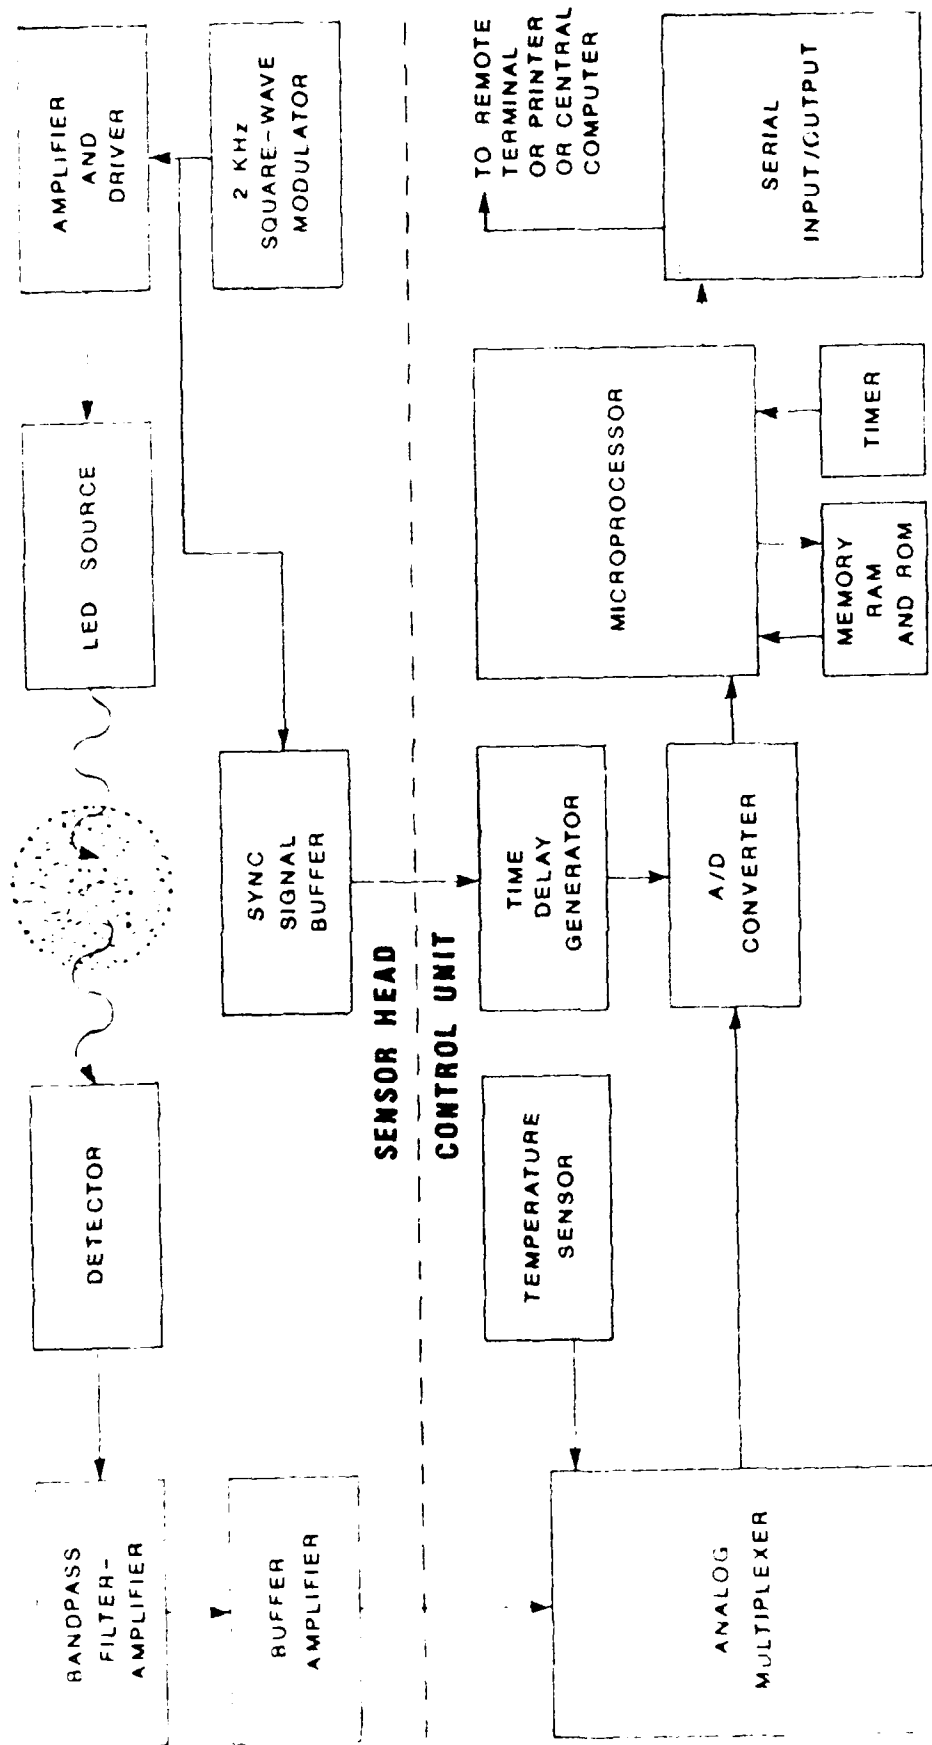 BANDPASS
FILTER-
AMPLIFIER
DETECTOR
LED SOURCE
AMPLIFIER
AND
DRIVER
BUFFER
AMPLIFIER
SYNC
SIGNAL
BUFFER
2 KHz
SQUARE-WAVE
MODULATOR
SENSOR HEAD
CONTROL UNIT
TEMPERATURE
SENSOR
TIME
DELAY
GENERATOR
MICROPROCESSOR
TO REMOTE
TERMINAL
OR PRINTER
OR CENTRAL
COMPUTER
ANALOG
MULTIPLEXER
A/D
CONVERTER
MEMORY
RAM
AND ROM
TIMER
SERIAL
INPUT/OUTPUT